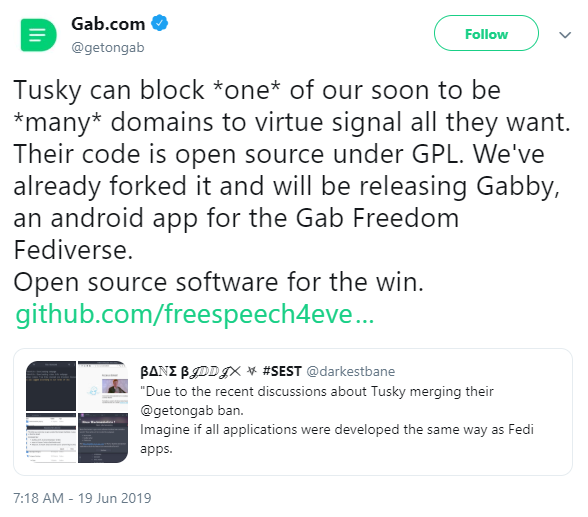 Gab.com
@getongab
Follow
Tusky can block *one* of our soon to be
*many* domains to virtue signal all they want.
Their code is open source under GPL. We've
already forked it and will be releasing Gabby,
an android app for the Gab Freedom
Fediverse.
Open source software for the win.
github.com/freespeech4eve…
βΔℕΣ β𝒥𝔻𝔻𝒥× ⛧ #SEST @darkestbane
"Due to the recent discussions about Tusky merging their
@getongab ban.
Imagine if all applications were developed the same way as Fedi
apps.
7:18 AM - 19 Jun 2019